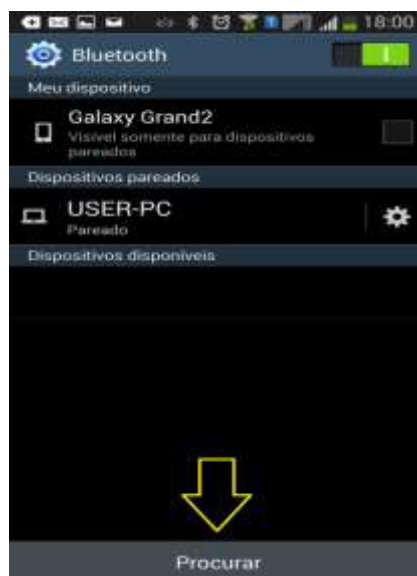 18:00
Bluetooth
Meu dispositivo
Galaxy Grand2
Visível somente para dispositivos
pareados
Dispositivos pareados
USER-PC
Pareado
Dispositivos disponíveis
Procurar